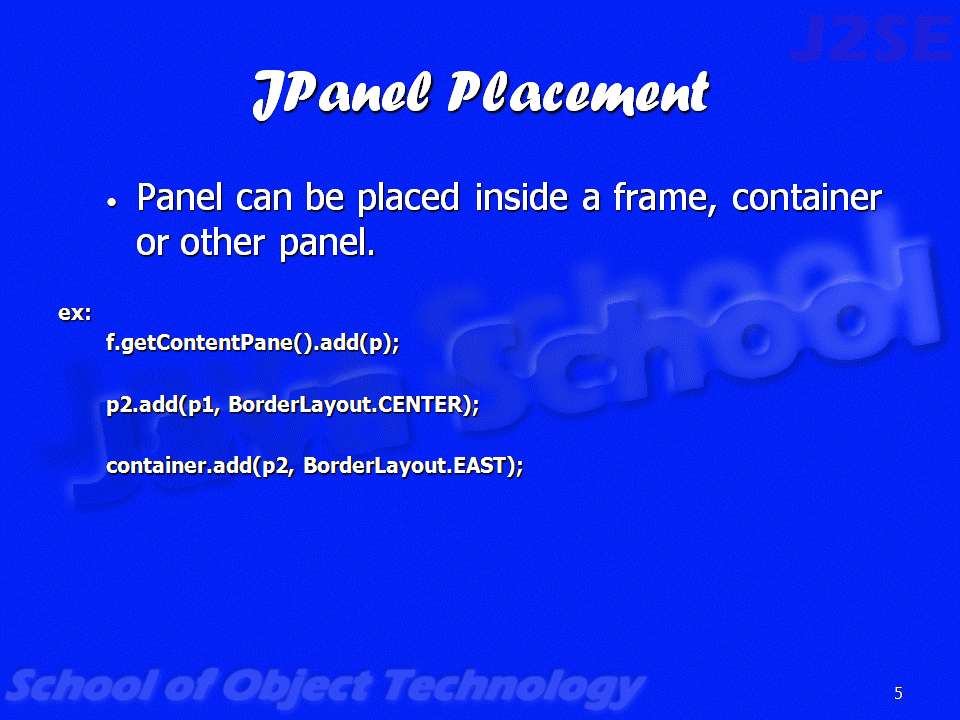 J2SE
JPanel Placement
• Panel can be placed inside a frame, container
or other panel.
ex:
f.getContentPane().add(p);
p2.add(p1, BorderLayout.CENTER);
container.add(p2, BorderLayout.EAST);
Java School
School of Object Technology
5